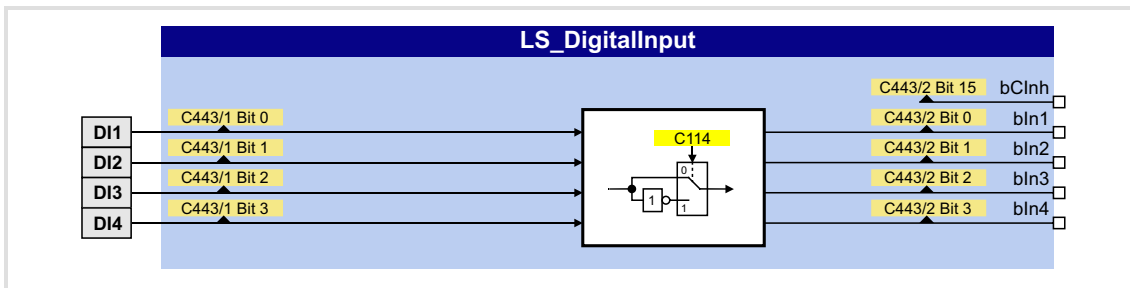 LS_DigitalInput
C443/2 Bit 15 bCInh
DI1 C443/1 Bit 0 C443/2 Bit 0 bIn1
C114
DI2 C443/1 Bit 1 C443/2 Bit 1 bIn2
0
DI3 C443/1 Bit 2 C443/2 Bit 2 bIn3
1 1
DI4 C443/1 Bit 3 C443/2 Bit 3 bIn4